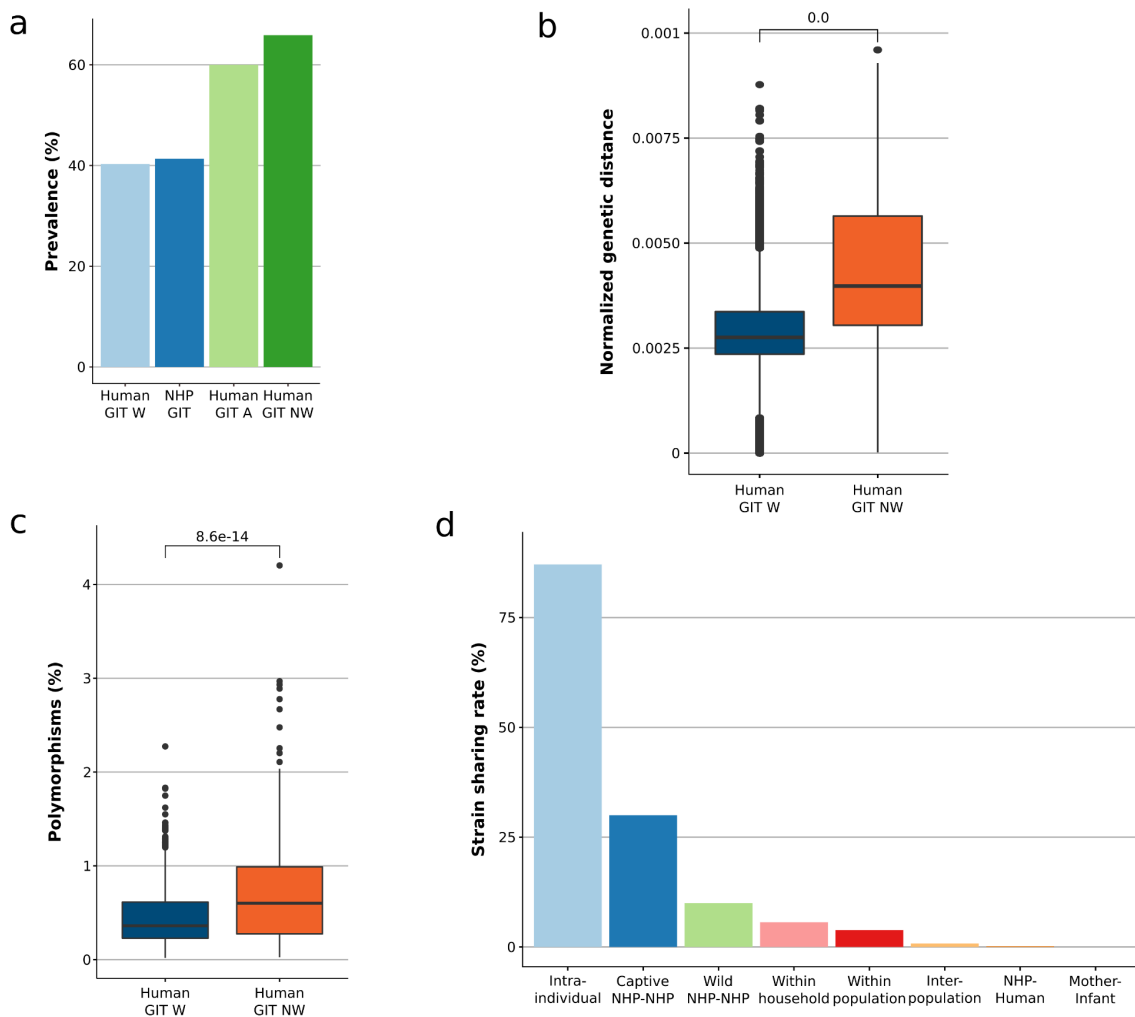 a
Prevalence (%)
60
40
20
0
Human NHP Human Human
GIT W GIT GIT A GIT NW
b
0.0
Normalized genetic distance
0.001
0.0075
0.0050
0.0025
0
Human Human
GIT W GIT NW
c
8.6e-14
Polymorphisms (%)
4
3
2
1
0
Human Human
GIT W GIT NW
d
Strain sharing rate (%)
75
50
25
0
Intra- Captive Wild Within Within Inter- NHP- Mother-
individual NHP-NHP NHP-NHP household population population Human Infant